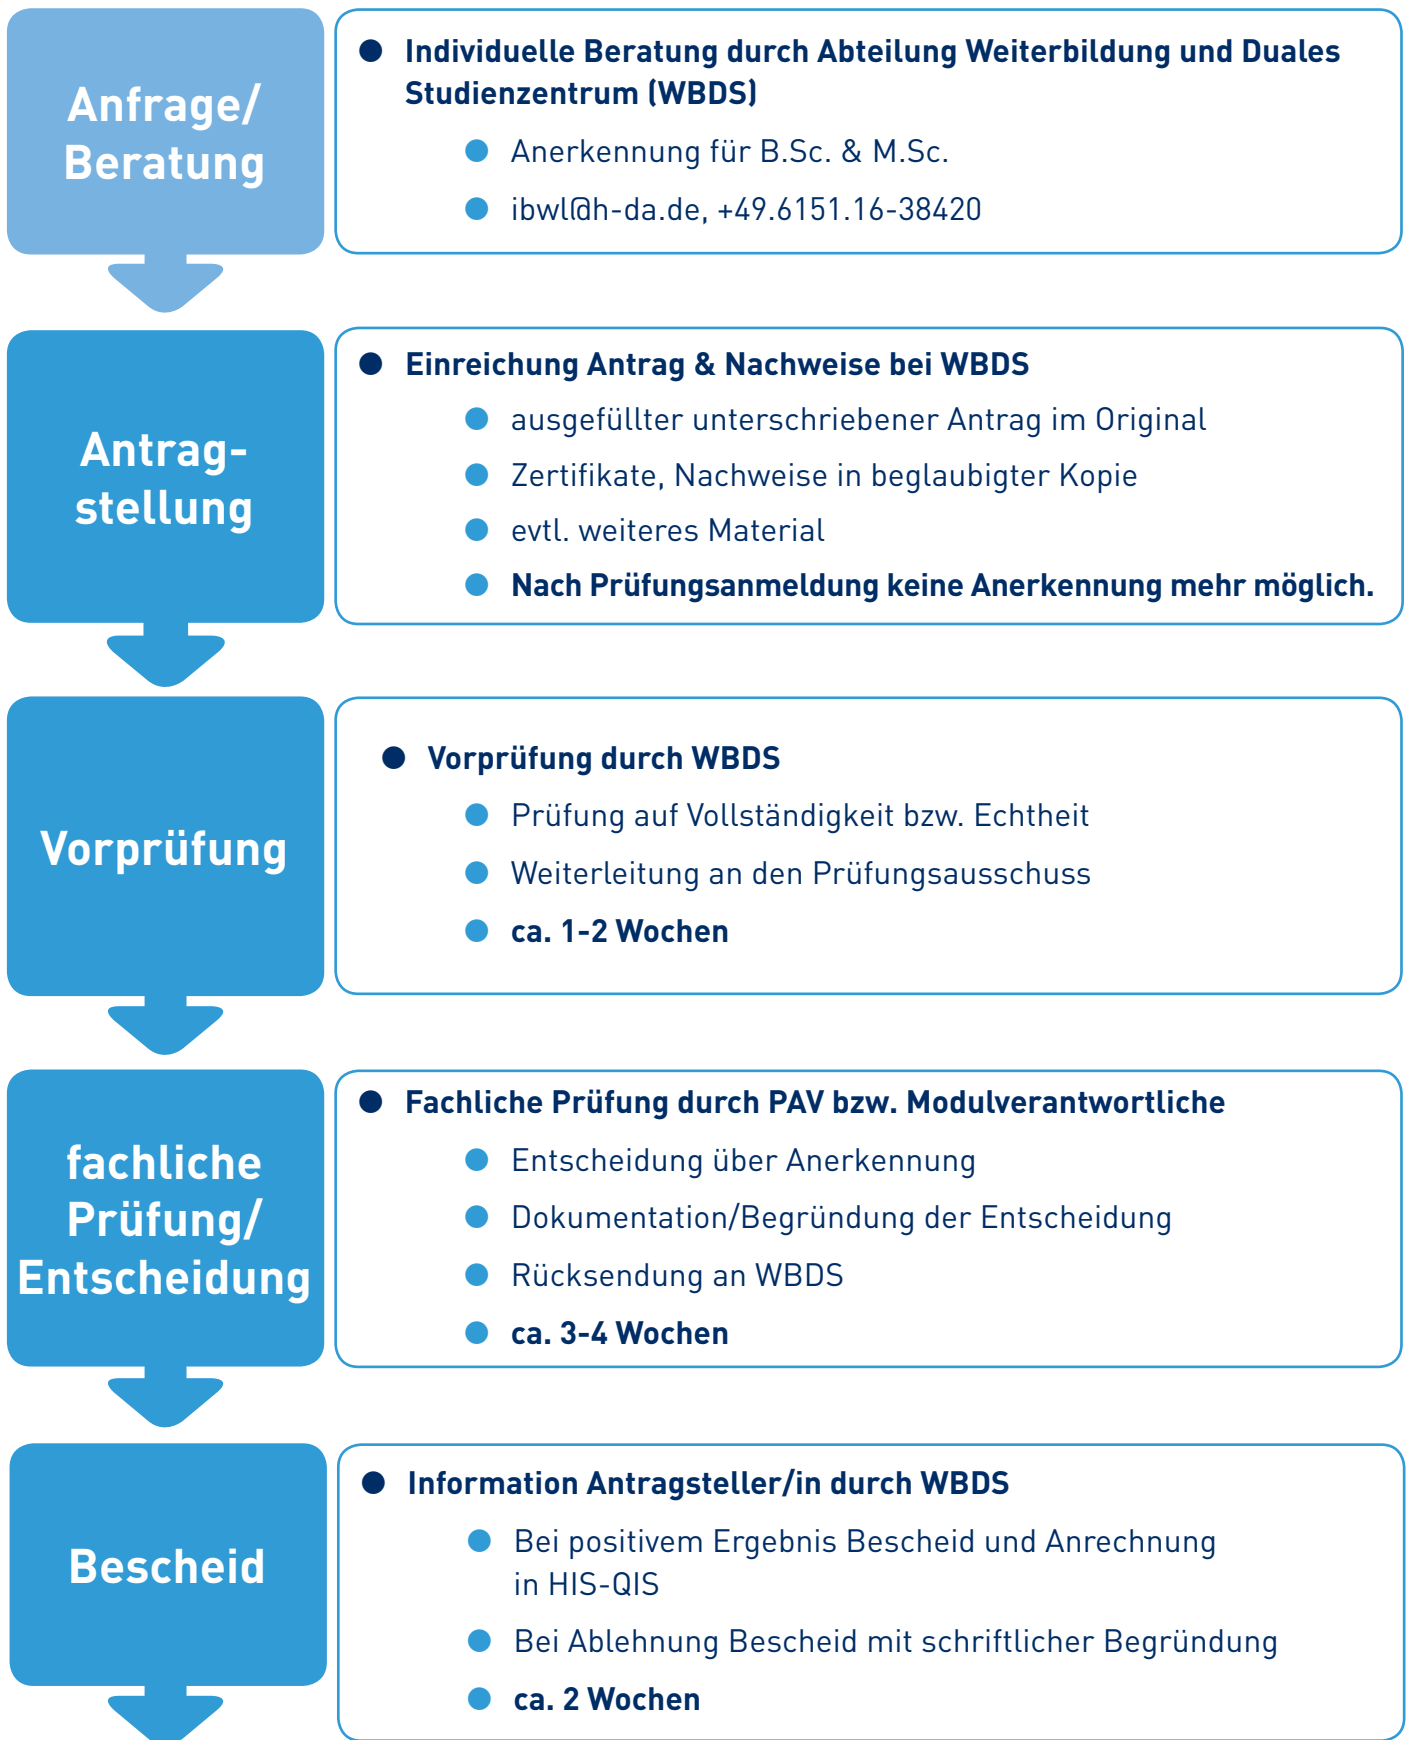 Anfrage/
Beratung
● Individuelle Beratung durch Abteilung Weiterbildung und Duales
Studienzentrum (WBDS)
● Anerkennung für B.Sc. & M.Sc.
● ibwl@h-da.de, +49.6151.16-38420
Antrag-
stellung
● Einreichung Antrag & Nachweise bei WBDS
● ausgefüllter unterschriebener Antrag im Original
● Zertifikate, Nachweise in beglaubigter Kopie
● evtl. weiteres Material
● Nach Prüfungsanmeldung keine Anerkennung mehr möglich.
Vorprüfung
● Vorprüfung durch WBDS
● Prüfung auf Vollständigkeit bzw. Echtheit
● Weiterleitung an den Prüfungsausschuss
● ca. 1-2 Wochen
fachliche
Prüfung/
Entscheidung
● Fachliche Prüfung durch PAV bzw. Modulverantwortliche
● Entscheidung über Anerkennung
● Dokumentation/Begründung der Entscheidung
● Rücksendung an WBDS
● ca. 3-4 Wochen
Bescheid
● Information Antragsteller/in durch WBDS
● Bei positivem Ergebnis Bescheid und Anrechnung
in HIS-QIS
● Bei Ablehnung Bescheid mit schriftlicher Begründung
● ca. 2 Wochen